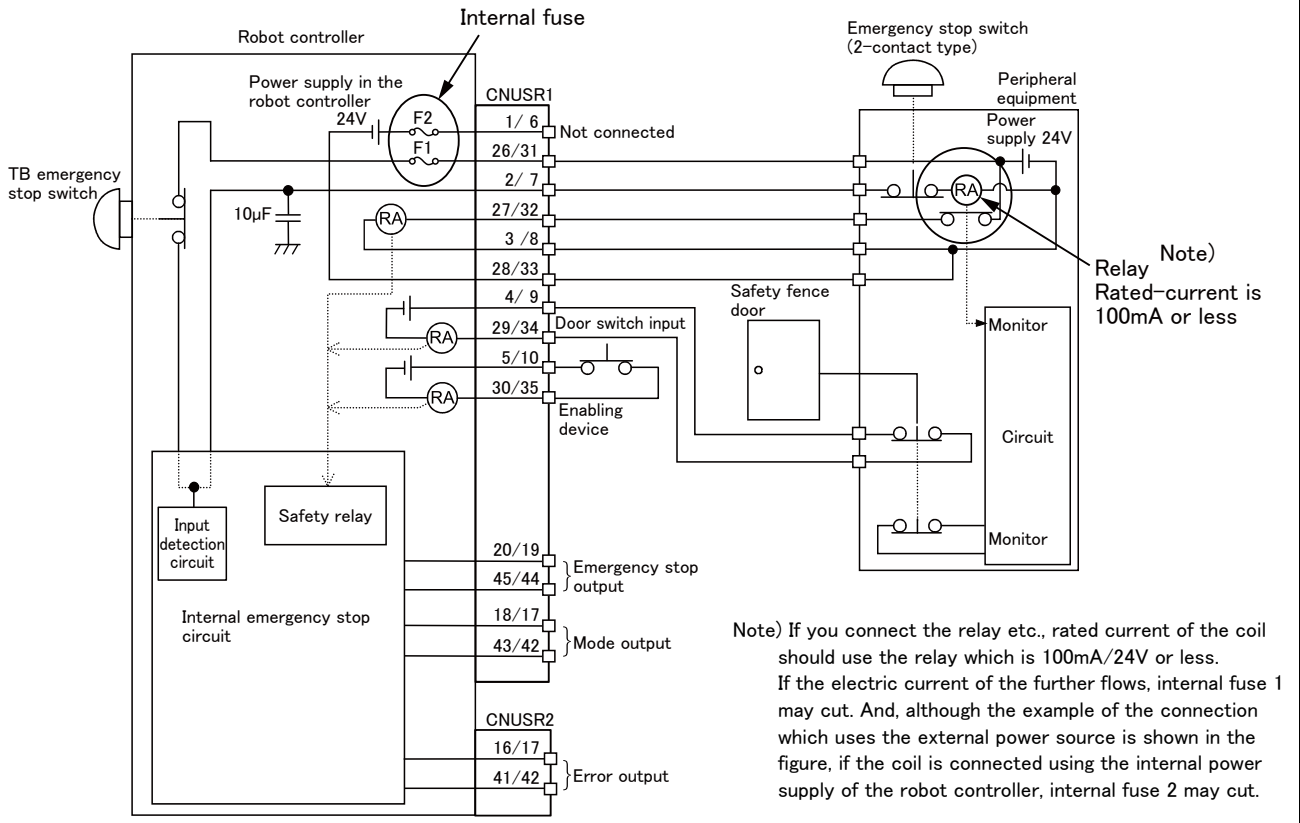 Internal fuse
Robot controller
Emergency stop switch
(2-contact type)
Power supply in the
robot controller
24V
CNUSR1
Peripheral
equipment
Power
supply 24V
F2
1/ 6
Not connected
F1
26/31
TB emergency
stop switch
2/ 7
RA
10μF
RA
27/32
3 /8
Note)
Relay
Rated-current is
100mA or less
28/33
4/ 9
Safety fence
door
RA
29/34
Door switch input
Monitor
5/10
RA
30/35
Enabling
device
Circuit
Safety relay
Input
detection
circuit
Monitor
20/19
45/44
Emergency stop
output
Internal emergency stop
circuit
18/17
43/42
Mode output
CNUSR2
16/17
41/42
Error output
Note) If you connect the relay etc., rated current of the coil
should use the relay which is 100mA/24V or less.
If the electric current of the further flows, internal fuse 1
may cut. And, although the example of the connection
which uses the external power source is shown in the
figure, if the coil is connected using the internal power
supply of the robot controller, internal fuse 2 may cut.